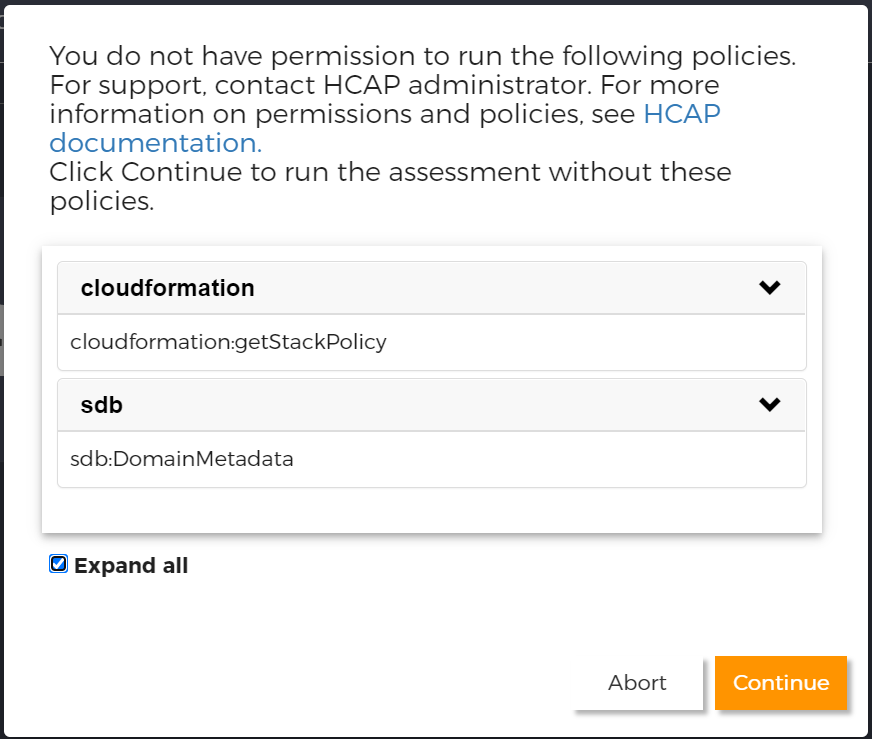 You do not have permission to run the following policies.
For support, contact HCAP administrator. For more
information on permissions and policies, see HCAP
documentation.
Click Continue to run the assessment without these
policies.
cloudformation
cloudformation:getStackPolicy
sdb
sdb:DomainMetadata
Expand all
Abort
Continue